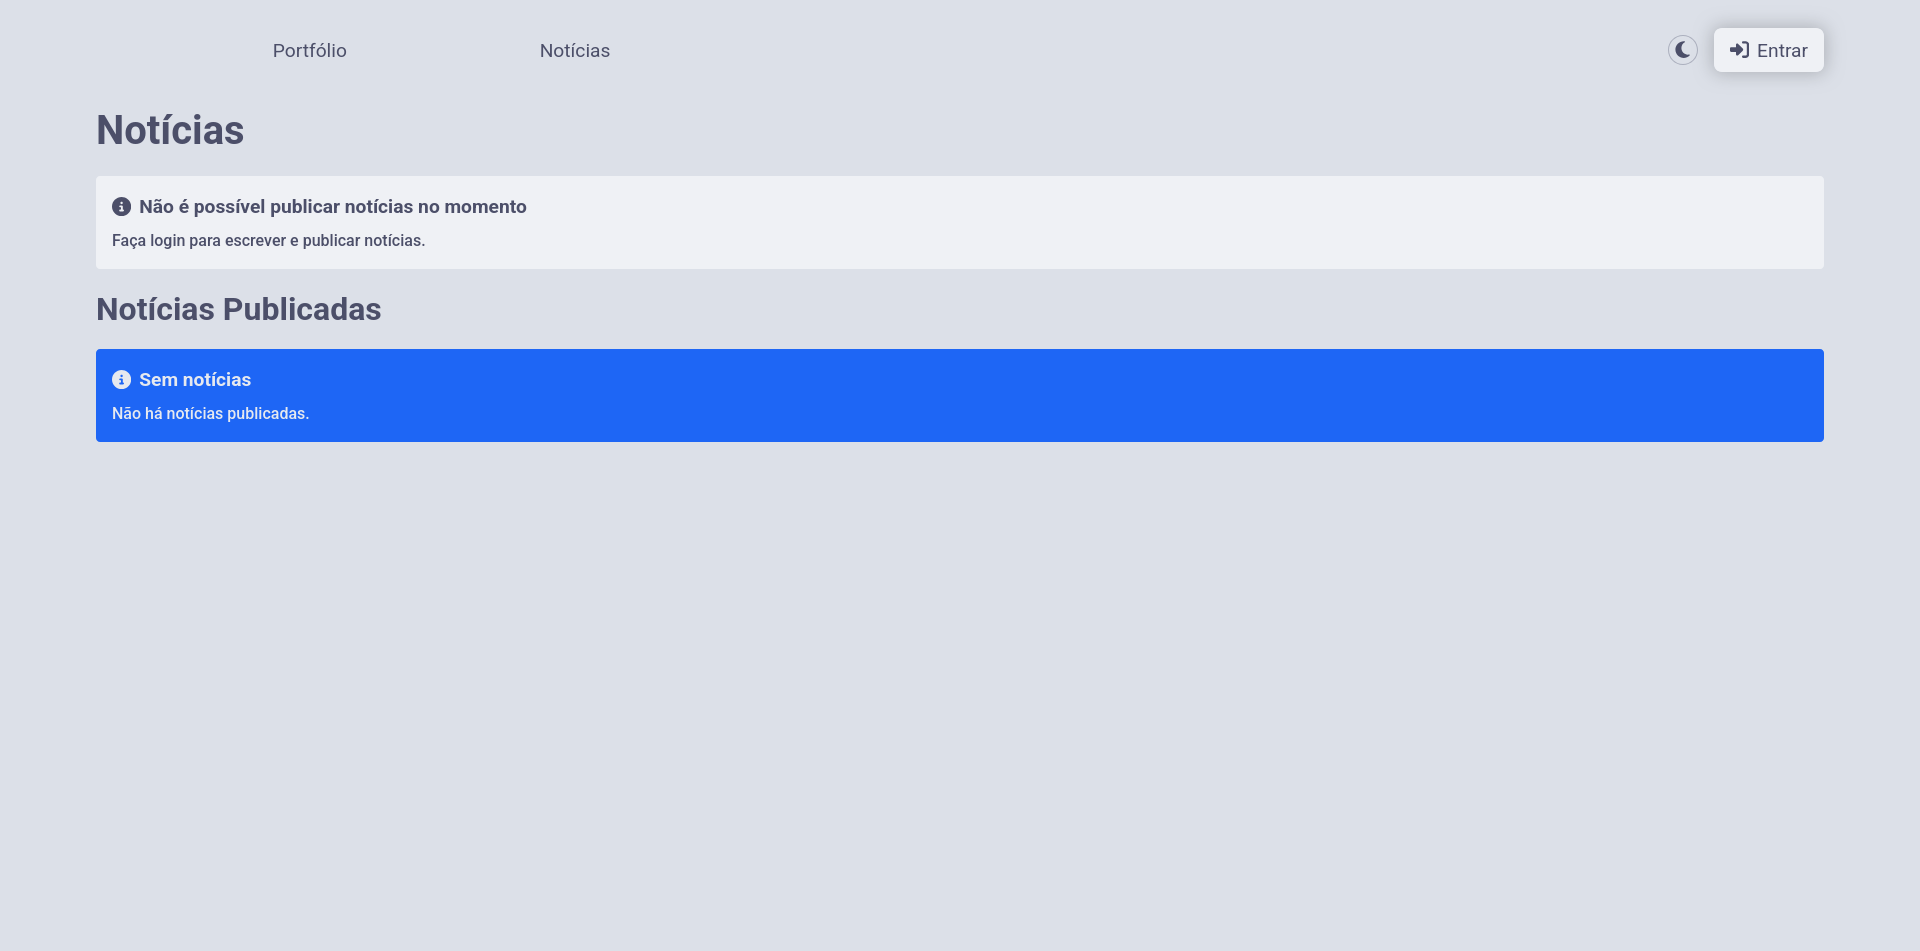 Portfólio
Notícias
Entrar
Notícias
Não é possível publicar notícias no momento
Faça login para escrever e publicar notícias.
Notícias Publicadas
Sem notícias
Não há notícias publicadas.